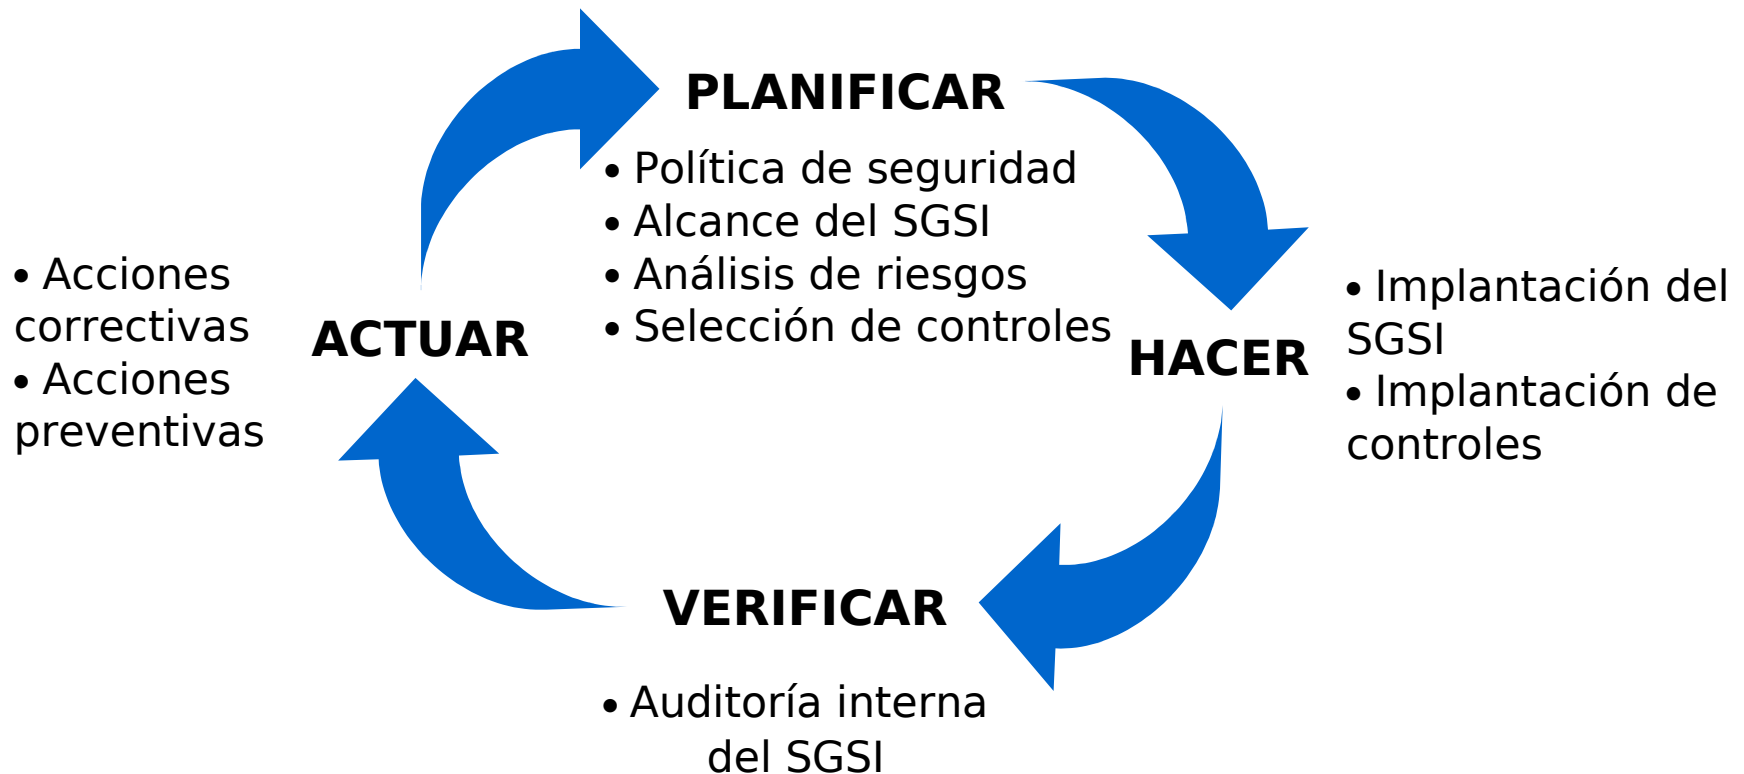 PLANIFICAR
• Política de seguridad
• Alcance del SGSI
• Análisis de riesgos
• Selección de controles
HACER
• Implantación del
SGSI
• Implantación de
controles
VERIFICAR
• Auditoría interna
del SGSI
ACTUAR
• Acciones
correctivas
• Acciones
preventivas